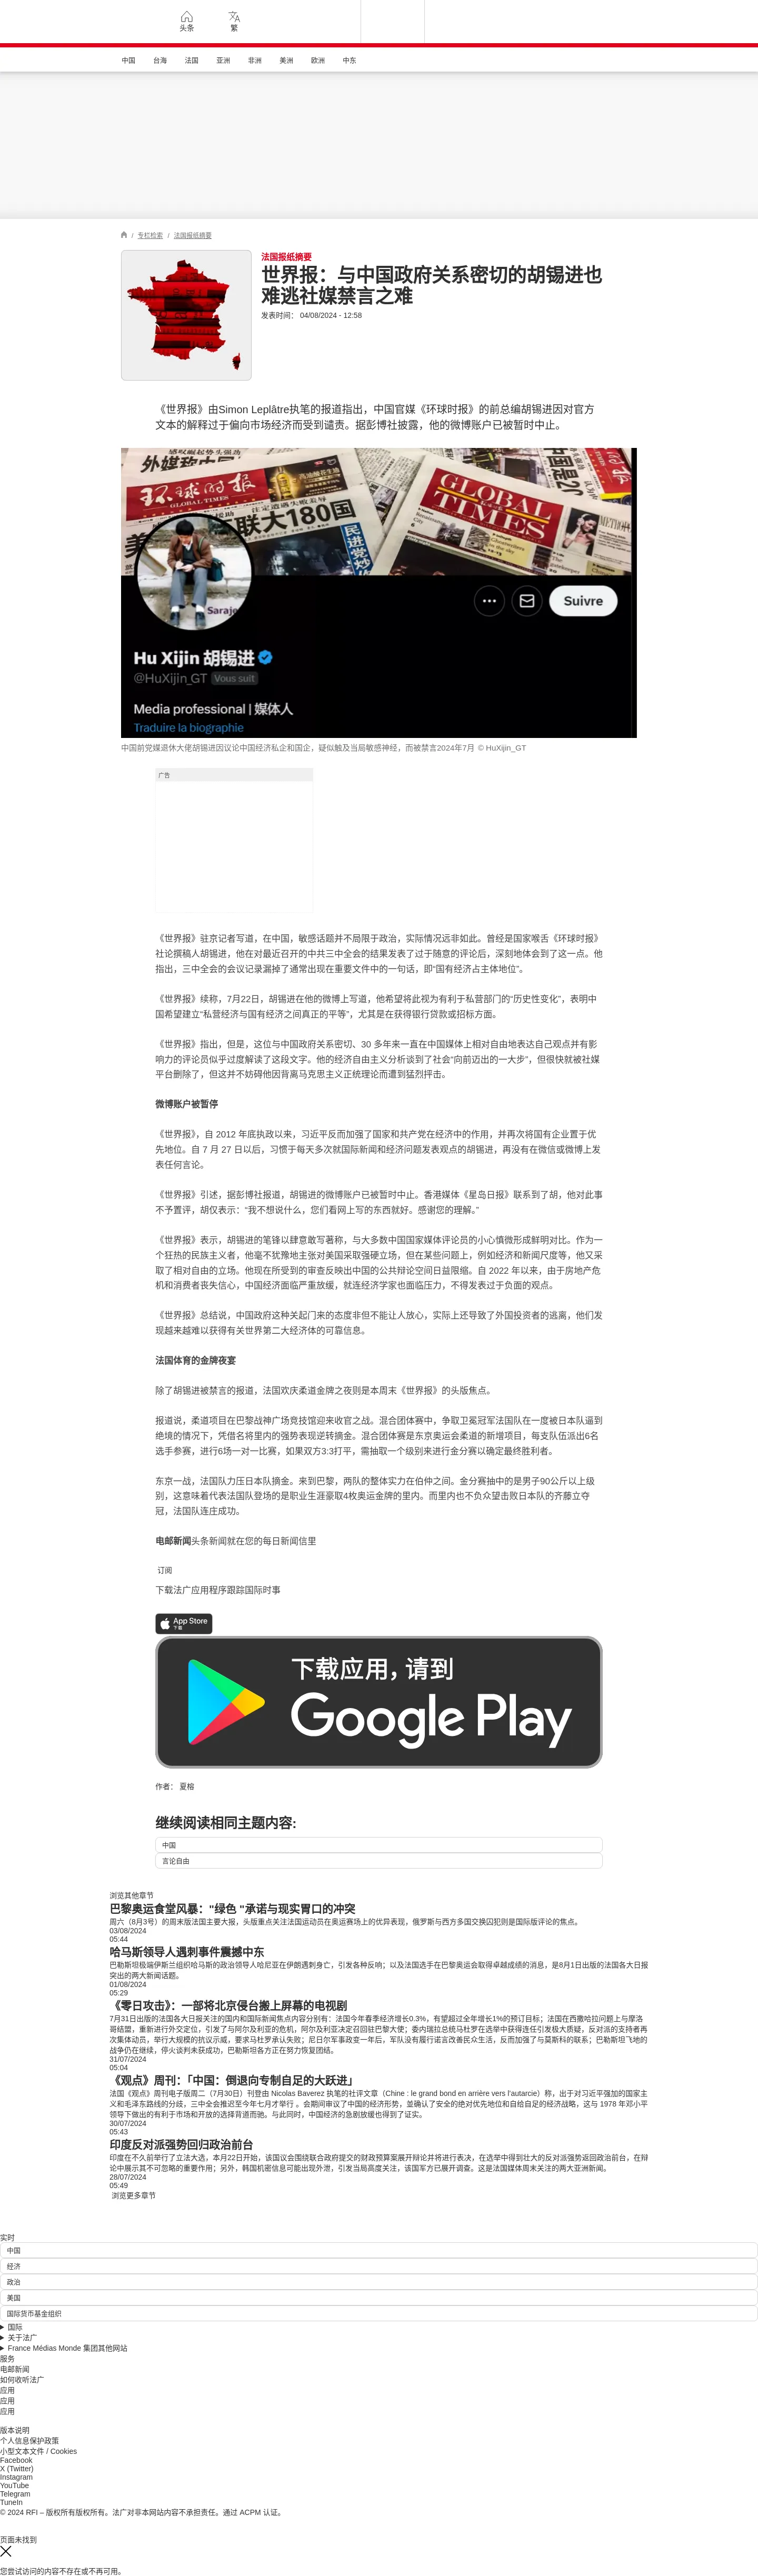 头条
繁
中国 台海 法国 亚洲 非洲 美洲 欧洲 中东
/ 专栏检索 / 法国报纸摘要
法国报纸摘要
世界报：与中国政府关系密切的胡锡进也
难逃社媒禁言之难
发表时间： 04/08/2024 - 12:58
《世界报》由Simon Leplâtre执笔的报道指出，中国官媒《环球时报》的前总编胡锡进因对官方
文本的解释过于偏向市场经济而受到谴责。据彭博社披露，他的微博账户已被暂时中止。
环球时报
GLOBAL TIMES
GLOBAL TIMES
联大180国
Sarajevo
Suivre
Hu Xijin 胡锡进
@HuXijin_GT Vous suit
Media professional | 媒体人
Traduire la biographie
中国前党媒退休大佬胡锡进因议论中国经济私企和国企，疑似触及当局敏感神经，而被禁言2024年7月 © HuXijin_GT
广告
《世界报》驻京记者写道，在中国，敏感话题并不局限于政治，实际情况远非如此。曾经是国家喉舌《环球时报》
社论撰稿人胡锡进，他在对最近召开的中共三中全会的结果发表了过于随意的评论后，深刻地体会到了这一点。他
指出，三中全会的会议记录漏掉了通常出现在重要文件中的一句话，即“国有经济占主体地位”。
《世界报》续称，7月22日，胡锡进在他的微博上写道，他希望将此视为有利于私营部门的“历史性变化”，表明中
国希望建立“私营经济与国有经济之间真正的平等”，尤其是在获得银行贷款或招标方面。
《世界报》指出，但是，这位与中国政府关系密切、30 多年来一直在中国媒体上相对自由地表达自己观点并有影
响力的评论员似乎过度解读了这段文字。他的经济自由主义分析谈到了社会“向前迈出的一大步”，但很快就被社媒
平台删除了，但这并不妨碍他因背离马克思主义正统理论而遭到猛烈抨击。
微博账户被暂停
《世界报》，自 2012 年底执政以来，习近平反而加强了国家和共产党在经济中的作用，并再次将国有企业置于优
先地位。自 7 月 27 日以后，习惯于每天多次就国际新闻和经济问题发表观点的胡锡进，再没有在微信或微博上发
表任何言论。
《世界报》引述，据彭博社报道，胡锡进的微博账户已被暂时中止。香港媒体《星岛日报》联系到了胡，他对此事
不予置评，胡仅表示：“我不想说什么，您们看网上写的东西就好。感谢您的理解。”
《世界报》表示，胡锡进的笔锋以肆意敢写著称，与大多数中国国家媒体评论员的小心慎微形成鲜明对比。作为一
个狂热的民族主义者，他毫不犹豫地主张对美国采取强硬立场，但在某些问题上，例如经济和新闻尺度等，他又采
取了相对自由的立场。他现在所受到的审查反映出中国的公共辩论空间日益限缩。自 2022 年以来，由于房地产危
机和消费者丧失信心，中国经济面临严重放缓，就连经济学家也面临压力，不得发表过于负面的观点。
《世界报》总结说，中国政府这种关起门来的态度非但不能让人放心，实际上还导致了外国投资者的逃离，他们发
现越来越难以获得有关世界第二大经济体的可靠信息。
法国体育的金牌夜宴
除了胡锡进被禁言的报道，法国欢庆柔道金牌之夜则是本周末《世界报》的头版焦点。
报道说，柔道项目在巴黎战神广场竞技馆迎来收官之战。混合团体赛中，争取卫冕冠军法国队在一度被日本队逼到
绝境的情况下，凭借名将里内的强势表现逆转摘金。混合团体赛是东京奥运会柔道的新增项目，每支队伍派出6名
选手参赛，进行6场一对一比赛，如果双方3:3打平，需抽取一个级别来进行金分赛以确定最终胜利者。
东京一战，法国队力压日本队摘金。来到巴黎，两队的整体实力在伯仲之间。金分赛抽中的是男子90公斤以上级
别，这意味着代表法国队登场的是职业生涯豪取4枚奥运金牌的里内。而里内也不负众望击败日本队的齐藤立夺
冠，法国队连庄成功。
电邮新闻头条新闻就在您的每日新闻信里
订阅
下载法广应用程序跟踪国际时事
App Store
下载
下载应用，请到
Google Play
作者： 夏榕
继续阅读相同主题内容:
中国
言论自由
浏览其他章节
巴黎奥运食堂风暴："绿色 "承诺与现实胃口的冲突
周六（8月3号）的周末版法国主要大报，头版重点关注法国运动员在奥运赛场上的优异表现，俄罗斯与西方多国交换囚犯则是国际版评论的焦点。
03/08/2024
05:44
哈马斯领导人遇刺事件震撼中东
巴勒斯坦极端伊斯兰组织哈马斯的政治领导人哈尼亚在伊朗遇刺身亡，引发各种反响；以及法国选手在巴黎奥运会取得卓越成绩的消息，是8月1日出版的法国各大日报
突出的两大新闻话题。
01/08/2024
05:29
《零日攻击》：一部将北京侵台搬上屏幕的电视剧
7月31日出版的法国各大日报关注的国内和国际新闻焦点内容分别有：法国今年春季经济增长0.3%，有望超过全年增长1%的预订目标；法国在西撒哈拉问题上与摩洛
哥结盟，重新进行外交定位，引发了与阿尔及利亚的危机，阿尔及利亚决定召回驻巴黎大使；委内瑞拉总统马杜罗在选举中获得连任引发极大质疑，反对派的支持者再
次集体动员，举行大规模的抗议示威，要求马杜罗承认失败；尼日尔军事政变一年后，军队没有履行诺言改善民众生活，反而加强了与莫斯科的联系；巴勒斯坦飞地的
战争仍在继续，停火谈判未获成功，巴勒斯坦各方正在努力恢复团结。
31/07/2024
05:04
《观点》周刊：「中国：倒退向专制自足的大跃进」
法国《观点》周刊电子版周二（7月30日）刊登由 Nicolas Baverez 执笔的社评文章（Chine : le grand bond en arrière vers l'autarcie）称，出于对习近平强加的国家主
义和毛泽东路线的分歧，三中全会推迟至今年七月才举行 。会期间审议了中国的经济形势，並确认了安全的绝对优先地位和自给自足的经济战略，这与 1978 年邓小平
领导下做出的有利于市场和开放的选择背道而驰。与此同时，中国经济的急剧放缓也得到了证实。
30/07/2024
05:43
印度反对派强势回归政治前台
印度在不久前举行了立法大选，本月22日开始，该国议会围绕联合政府提交的财政预算案展开辩论并将进行表决，在选举中得到壮大的反对派强势返回政治前台，在辩
论中展示其不可忽略的重要作用；另外，韩国机密信息可能出现外泄，引发当局高度关注，该国军方已展开调查。这是法国媒体周末关注的两大亚洲新闻。
28/07/2024
05:49
浏览更多章节
实时
中国
经济
政治
美国
国际货币基金组织
国际
关于法广
France Médias Monde 集团其他网站
服务
电邮新闻
如何收听法广
应用
应用
应用
版本说明
个人信息保护政策
小型文本文件 / Cookies
Facebook
X (Twitter)
Instagram
YouTube
Telegram
TuneIn
© 2024 RFI – 版权所有版权所有。法广对非本网站内容不承担责任。通过 ACPM 认证。
页面未找到
您尝试访问的内容不存在或不再可用。